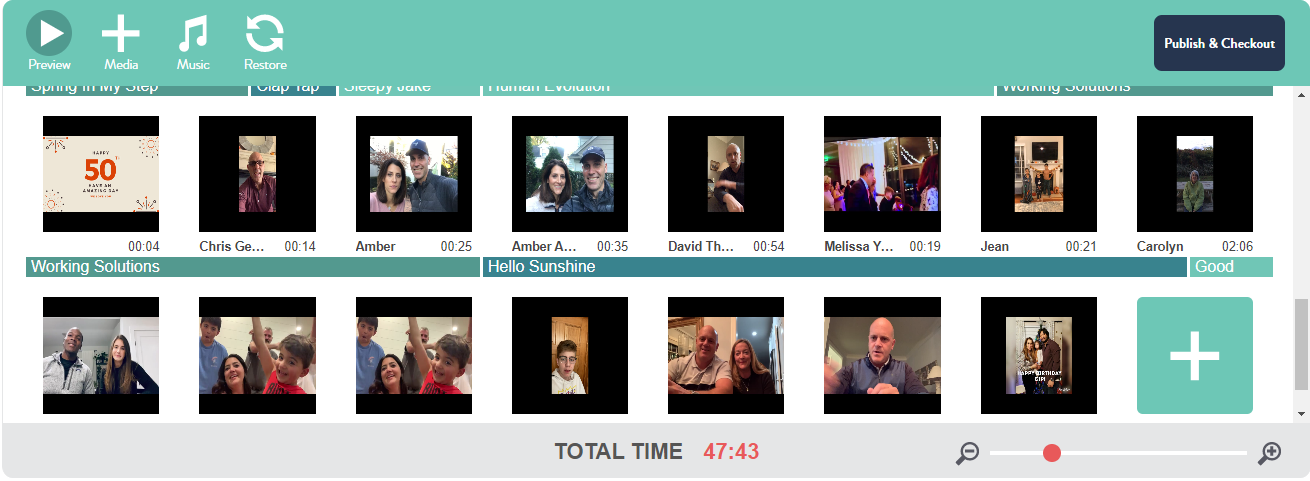 Preview
Media
Music
Restore
Publish & Checkout
Spring In My Step
Clap Tap
Sleepy Jake
Human Evolution
Working Solutions
HAPPY
50TH
HAVE AN
AMAZING DAY
00:04
Chris Ge... 00:14
Amber 00:25
Amber A... 00:35
David Th... 00:54
Melissa Y... 00:19
Jean 00:21
Carolyn 02:06
Working Solutions
Hello Sunshine
Good
HAPPY BIRTHDAY
TOTAL TIME 47:43